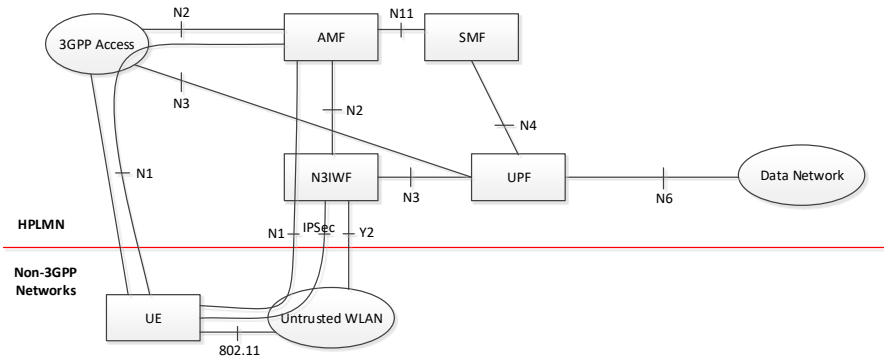 N2
N11
3GPP Access
AMF
SMF
N3
N2
N4
N1
N3IWF
N3
UPF
N6
Data Network
HPLMN
N1
IPSec
Y2
Non-3GPP
Networks
UE
Untrusted WLAN
802.11